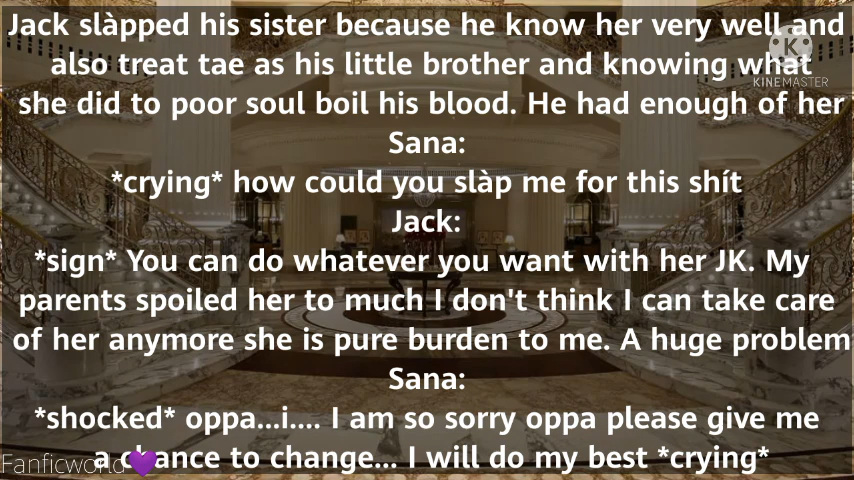 Jack slàpped his sister because he know her very well and
also treat tae as his little brother and knowing what
she did to poor soul boil his blood. He had enough of her
Sana:
*crying* how could you slàp me for this shít
Jack:
*sign* You can do whatever you want with her JK. My
parents spoiled her to much I don't think I can take care
of her anymore she is pure burden to me. A huge problem
Sana:
*shocked* oppa...i.... I am so sorry oppa please give me
a chance to change... I will do my best *crying*
K
KINEMASTER
Fanficworld💜